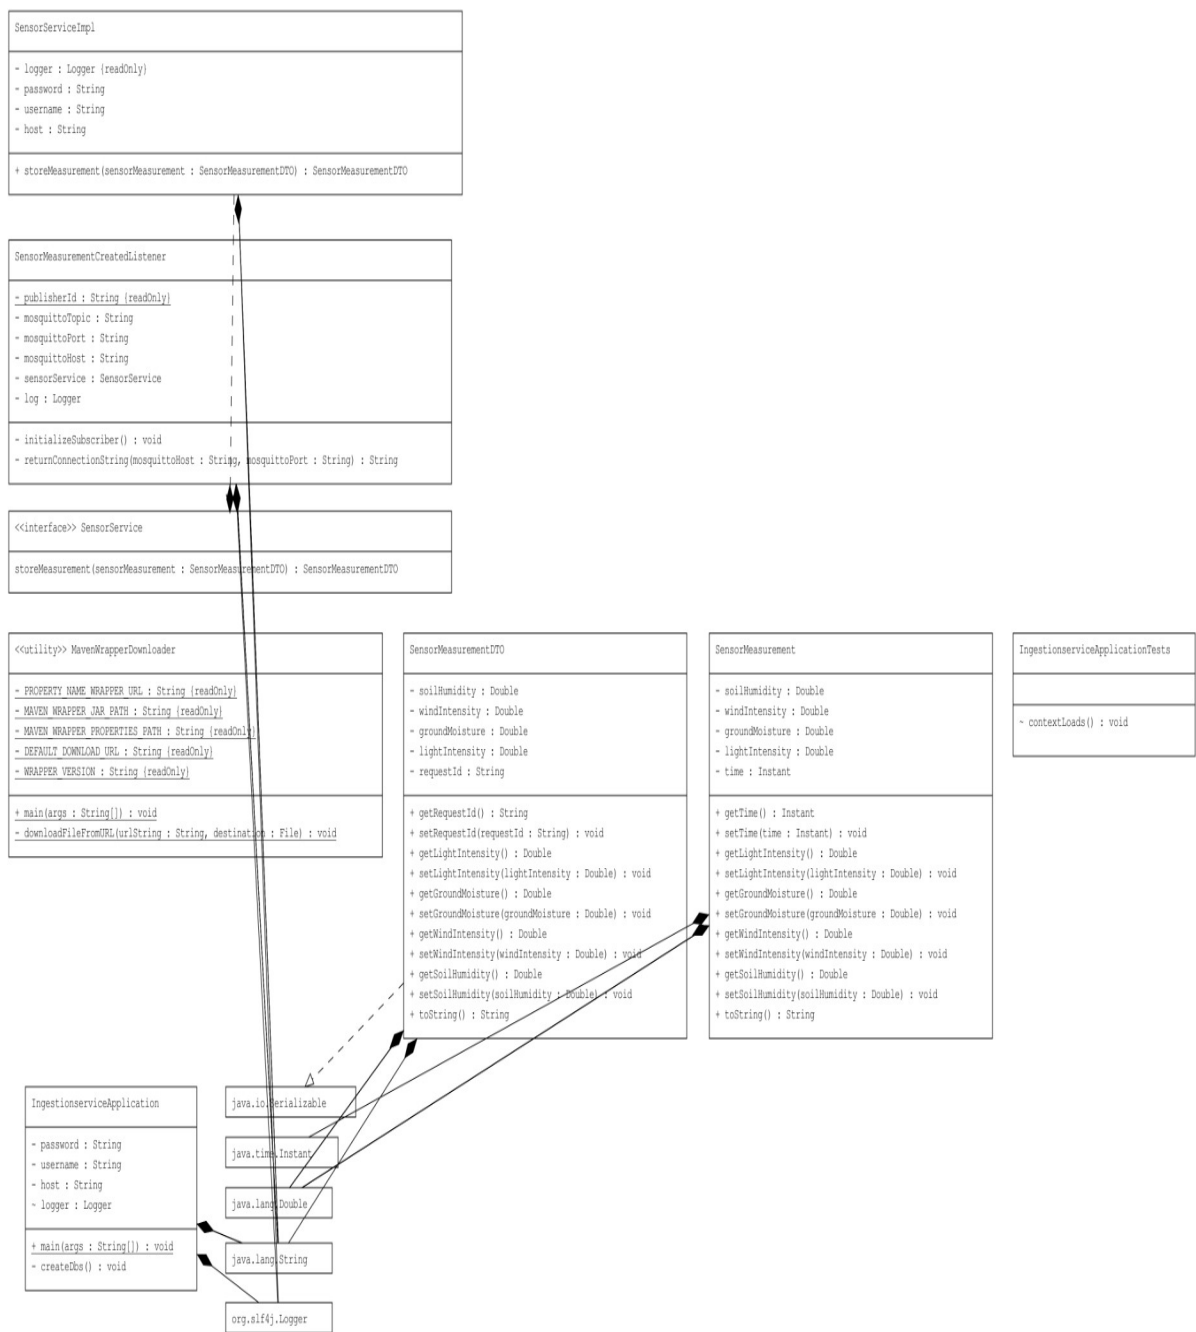 SensorServiceImpl
- logger : Logger {readOnly}
- password : String
- username : String
- host : String
+ storeMeasurement(sensorMeasurement : SensorMeasurementDTO) : SensorMeasurementDTO
SensorMeasurementCreatedListener
- publisherId : String {readOnly}
- mosquittoTopic : String
- mosquittoPort : String
- mosquittoHost : String
- sensorService : SensorService
- log : Logger
- initializeSubscriber() : void
- returnConnectionString(mosquittoHost : String, mosquittoPort : String) : String
<<interface>> SensorService
storeMeasurement(sensorMeasurement : SensorMeasurementDTO) : SensorMeasurementDTO
<<utility>> MavenWrapperDownloader
- PROPERTY_NAME_WRAPPER_URL : String {readOnly}
- MAVEN_WRAPPER_JAR_PATH : String {readOnly}
- MAVEN_WRAPPER_PROPERTIES_PATH : String {readOnly}
- DEFAULT_DOWNLOAD_URL : String {readOnly}
- WRAPPER_VERSION : String {readOnly}
+ main(args : String[]) : void
- downloadFileFromURL(urlString : String, destination : File) : void
SensorMeasurementDTO
- soilHumidity : Double
- windIntensity : Double
- groundMoisture : Double
- lightIntensity : Double
- requestId : String
+ getRequestId() : String
+ setRequestId(requestId : String) : void
+ getLightIntensity() : Double
+ setLightIntensity(lightIntensity : Double) : void
+ getGroundMoisture() : Double
+ setGroundMoisture(groundMoisture : Double) : void
+ getWindIntensity() : Double
+ setWindIntensity(windIntensity : Double) : void
+ getSoilHumidity() : Double
+ setSoilHumidity(soilHumidity : Double) : void
+ toString() : String
SensorMeasurement
- soilHumidity : Double
- windIntensity : Double
- groundMoisture : Double
- lightIntensity : Double
- time : Instant
+ getTime() : Instant
+ setTime(time : Instant) : void
+ getLightIntensity() : Double
+ setLightIntensity(lightIntensity : Double) : void
+ getGroundMoisture() : Double
+ setGroundMoisture(groundMoisture : Double) : void
+ getWindIntensity() : Double
+ setWindIntensity(windIntensity : Double) : void
+ getSoilHumidity() : Double
+ setSoilHumidity(soilHumidity : Double) : void
+ toString() : String
IngestionserviceApplicationTests
~ contextLoads() : void
IngestionserviceApplication
- password : String
- username : String
- host : String
~ logger : Logger
+ main(args : String[]) : void
- createDbs() : void
java.io.Serializable
java.time.Instant
java.lang.Double
java.lang.String
org.slf4j.Logger